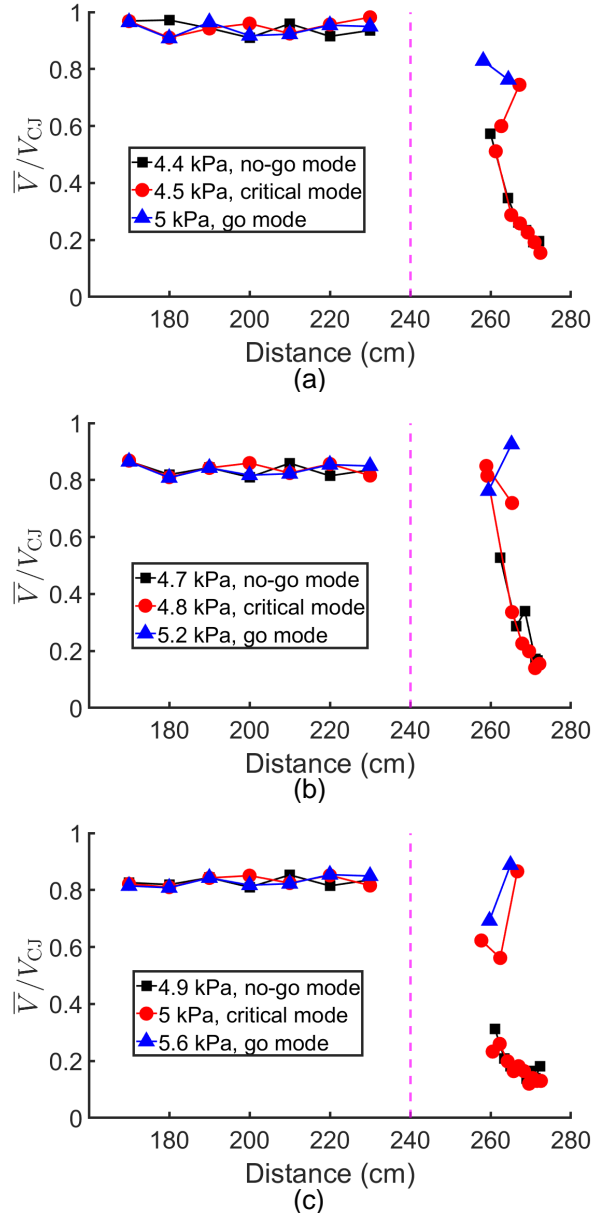 1
0.8
0.6
0.4
0.2
0
V̅/V_CJ
4.4 kPa, no-go mode
4.5 kPa, critical mode
5 kPa, go mode
180 200 220 240 260 280
Distance (cm)
(a)
1
0.8
0.6
0.4
0.2
0
V̅/V_CJ
4.7 kPa, no-go mode
4.8 kPa, critical mode
5.2 kPa, go mode
180 200 220 240 260 280
Distance (cm)
(b)
1
0.8
0.6
0.4
0.2
0
V̅/V_CJ
4.9 kPa, no-go mode
5 kPa, critical mode
5.6 kPa, go mode
180 200 220 240 260 280
Distance (cm)
(c)